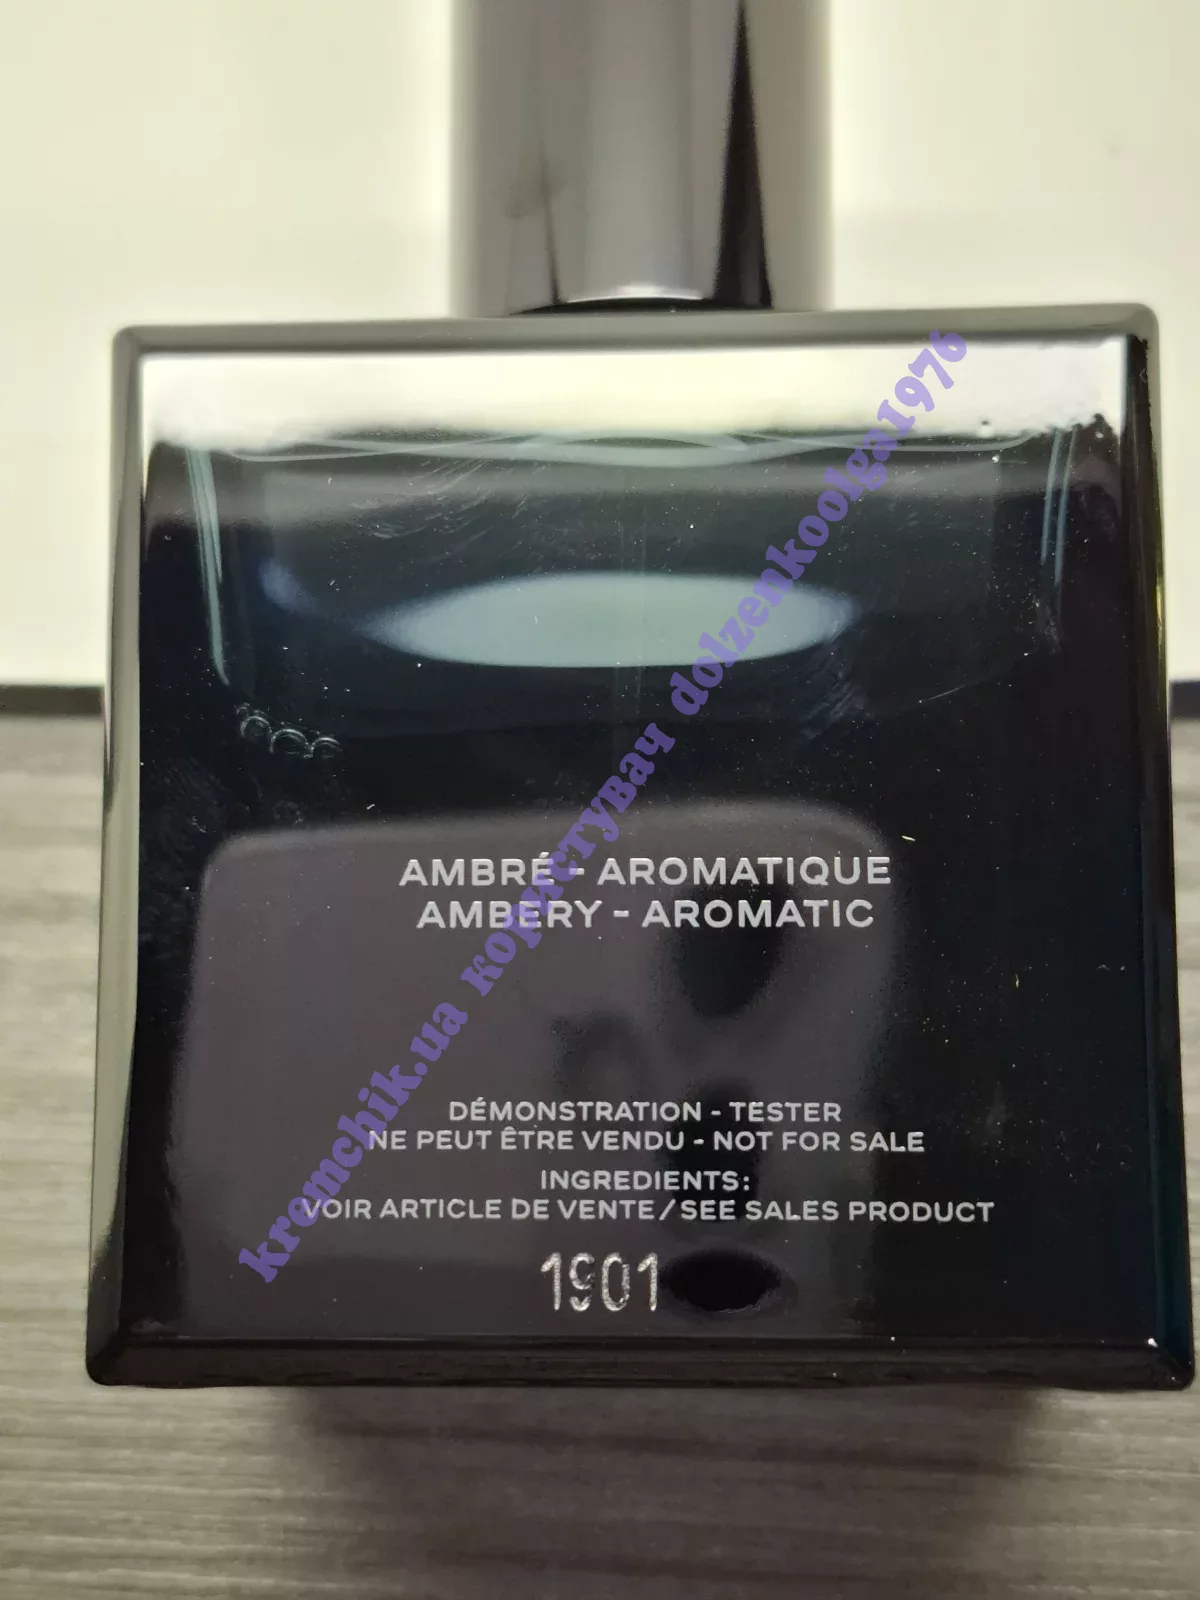 AMBRÉ - AROMATIQUE
AMBERY - AROMATIC
DÉMONSTRATION - TESTER
NE PEUT ÊTRE VENDU - NOT FOR SALE
INGREDIENTS:
VOIR ARTICLE DE VENTE/SEE SALES PRODUCT
1901
kremchik.ua користувач dolzenkoolga1976